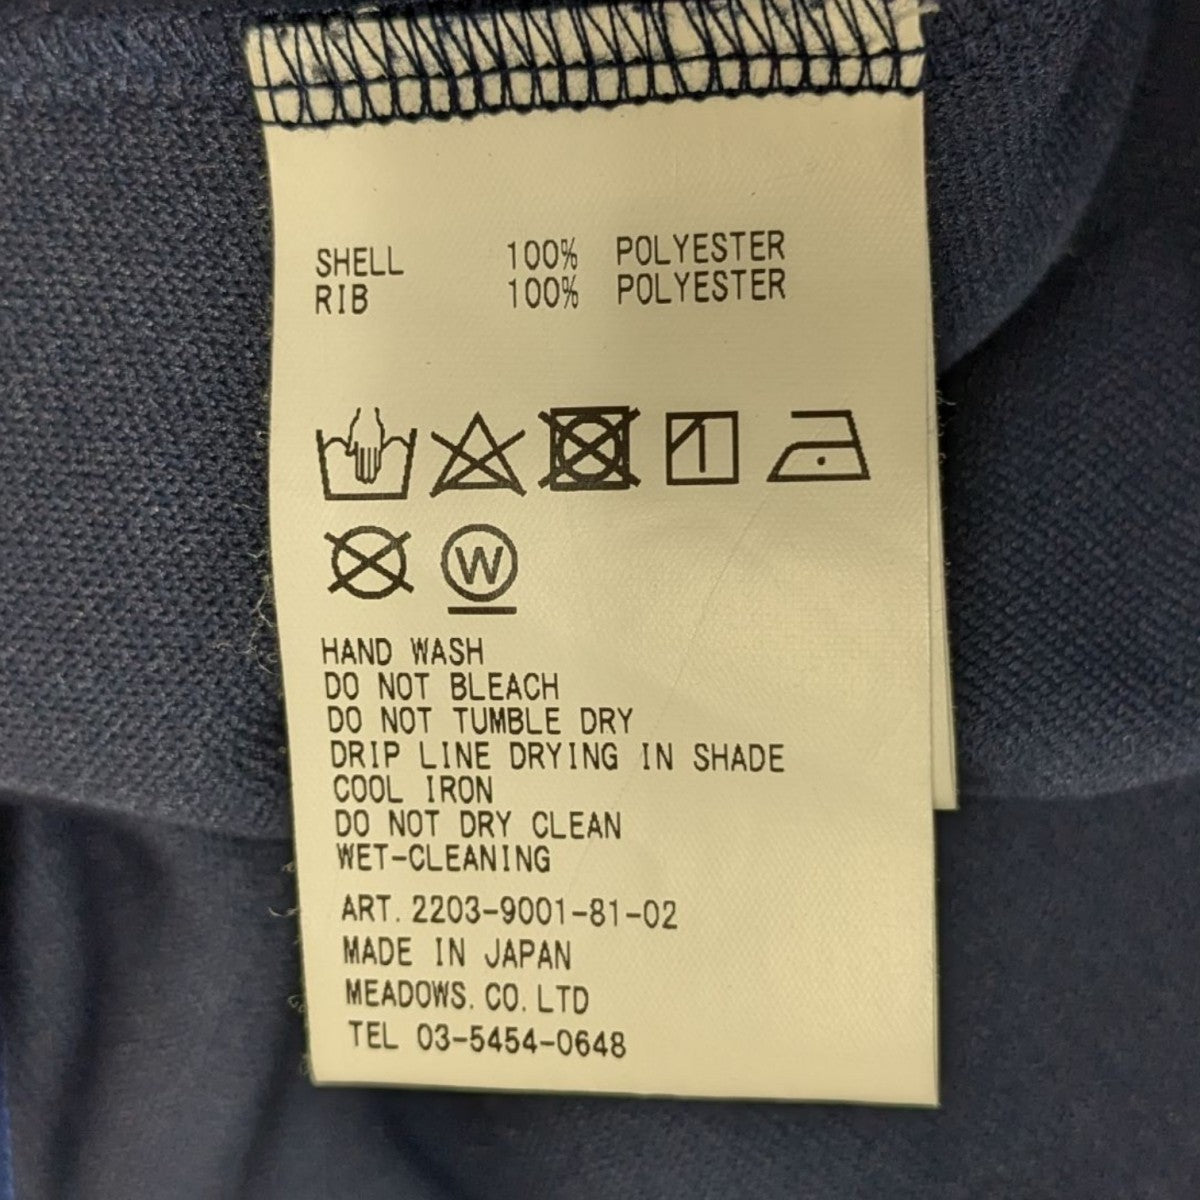 SHELL 100% POLYESTER
RIB 100% POLYESTER
W
HAND WASH
DO NOT BLEACH
DO NOT TUMBLE DRY
DRIP LINE DRYING IN SHADE
COOL IRON
DO NOT DRY CLEAN
WET-CLEANING
ART. 2203-9001-81-02
MADE IN JAPAN
MEADOWS. CO. LTD
TEL 03-5454-0648